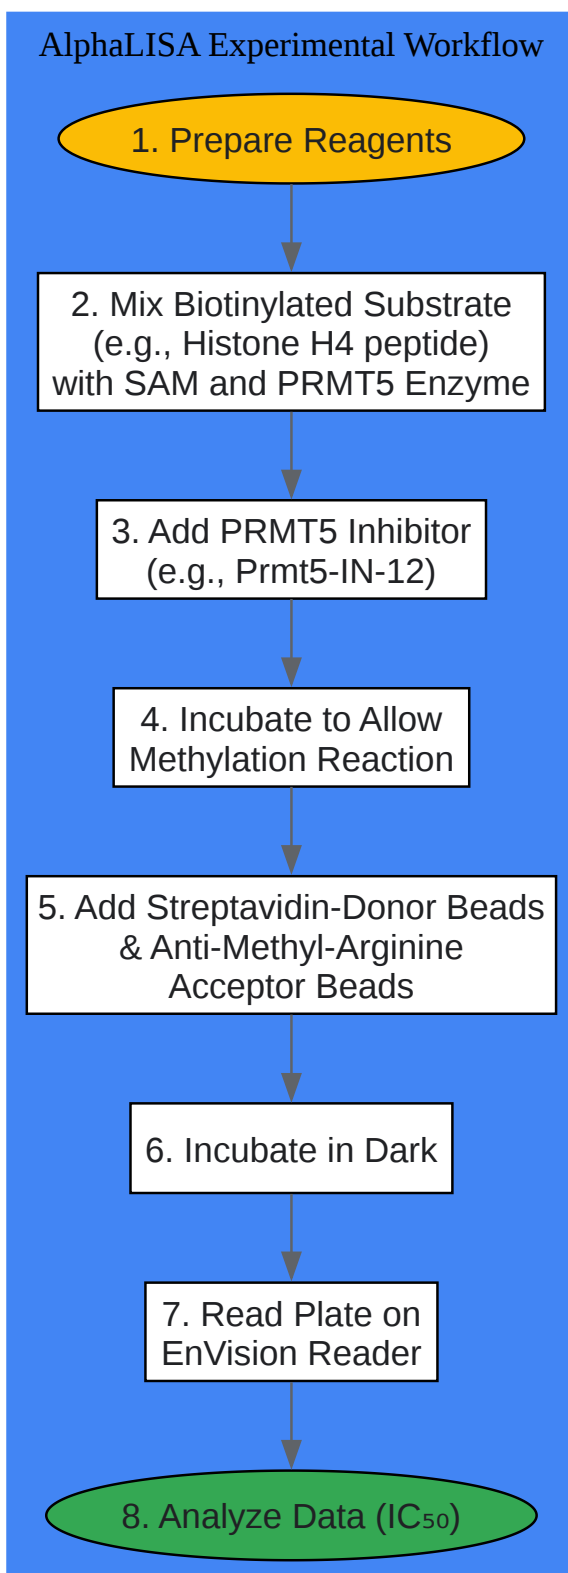 AlphaLISA Experimental Workflow
1. Prepare Reagents
2. Mix Biotinylated Substrate
(e.g., Histone H4 peptide)
with SAM and PRMT5 Enzyme
3. Add PRMT5 Inhibitor
(e.g., Prmt5-IN-12)
4. Incubate to Allow
Methylation Reaction
5. Add Streptavidin-Donor Beads
& Anti-Methyl-Arginine
Acceptor Beads
6. Incubate in Dark
7. Read Plate on
EnVision Reader
8. Analyze Data (IC₅₀)